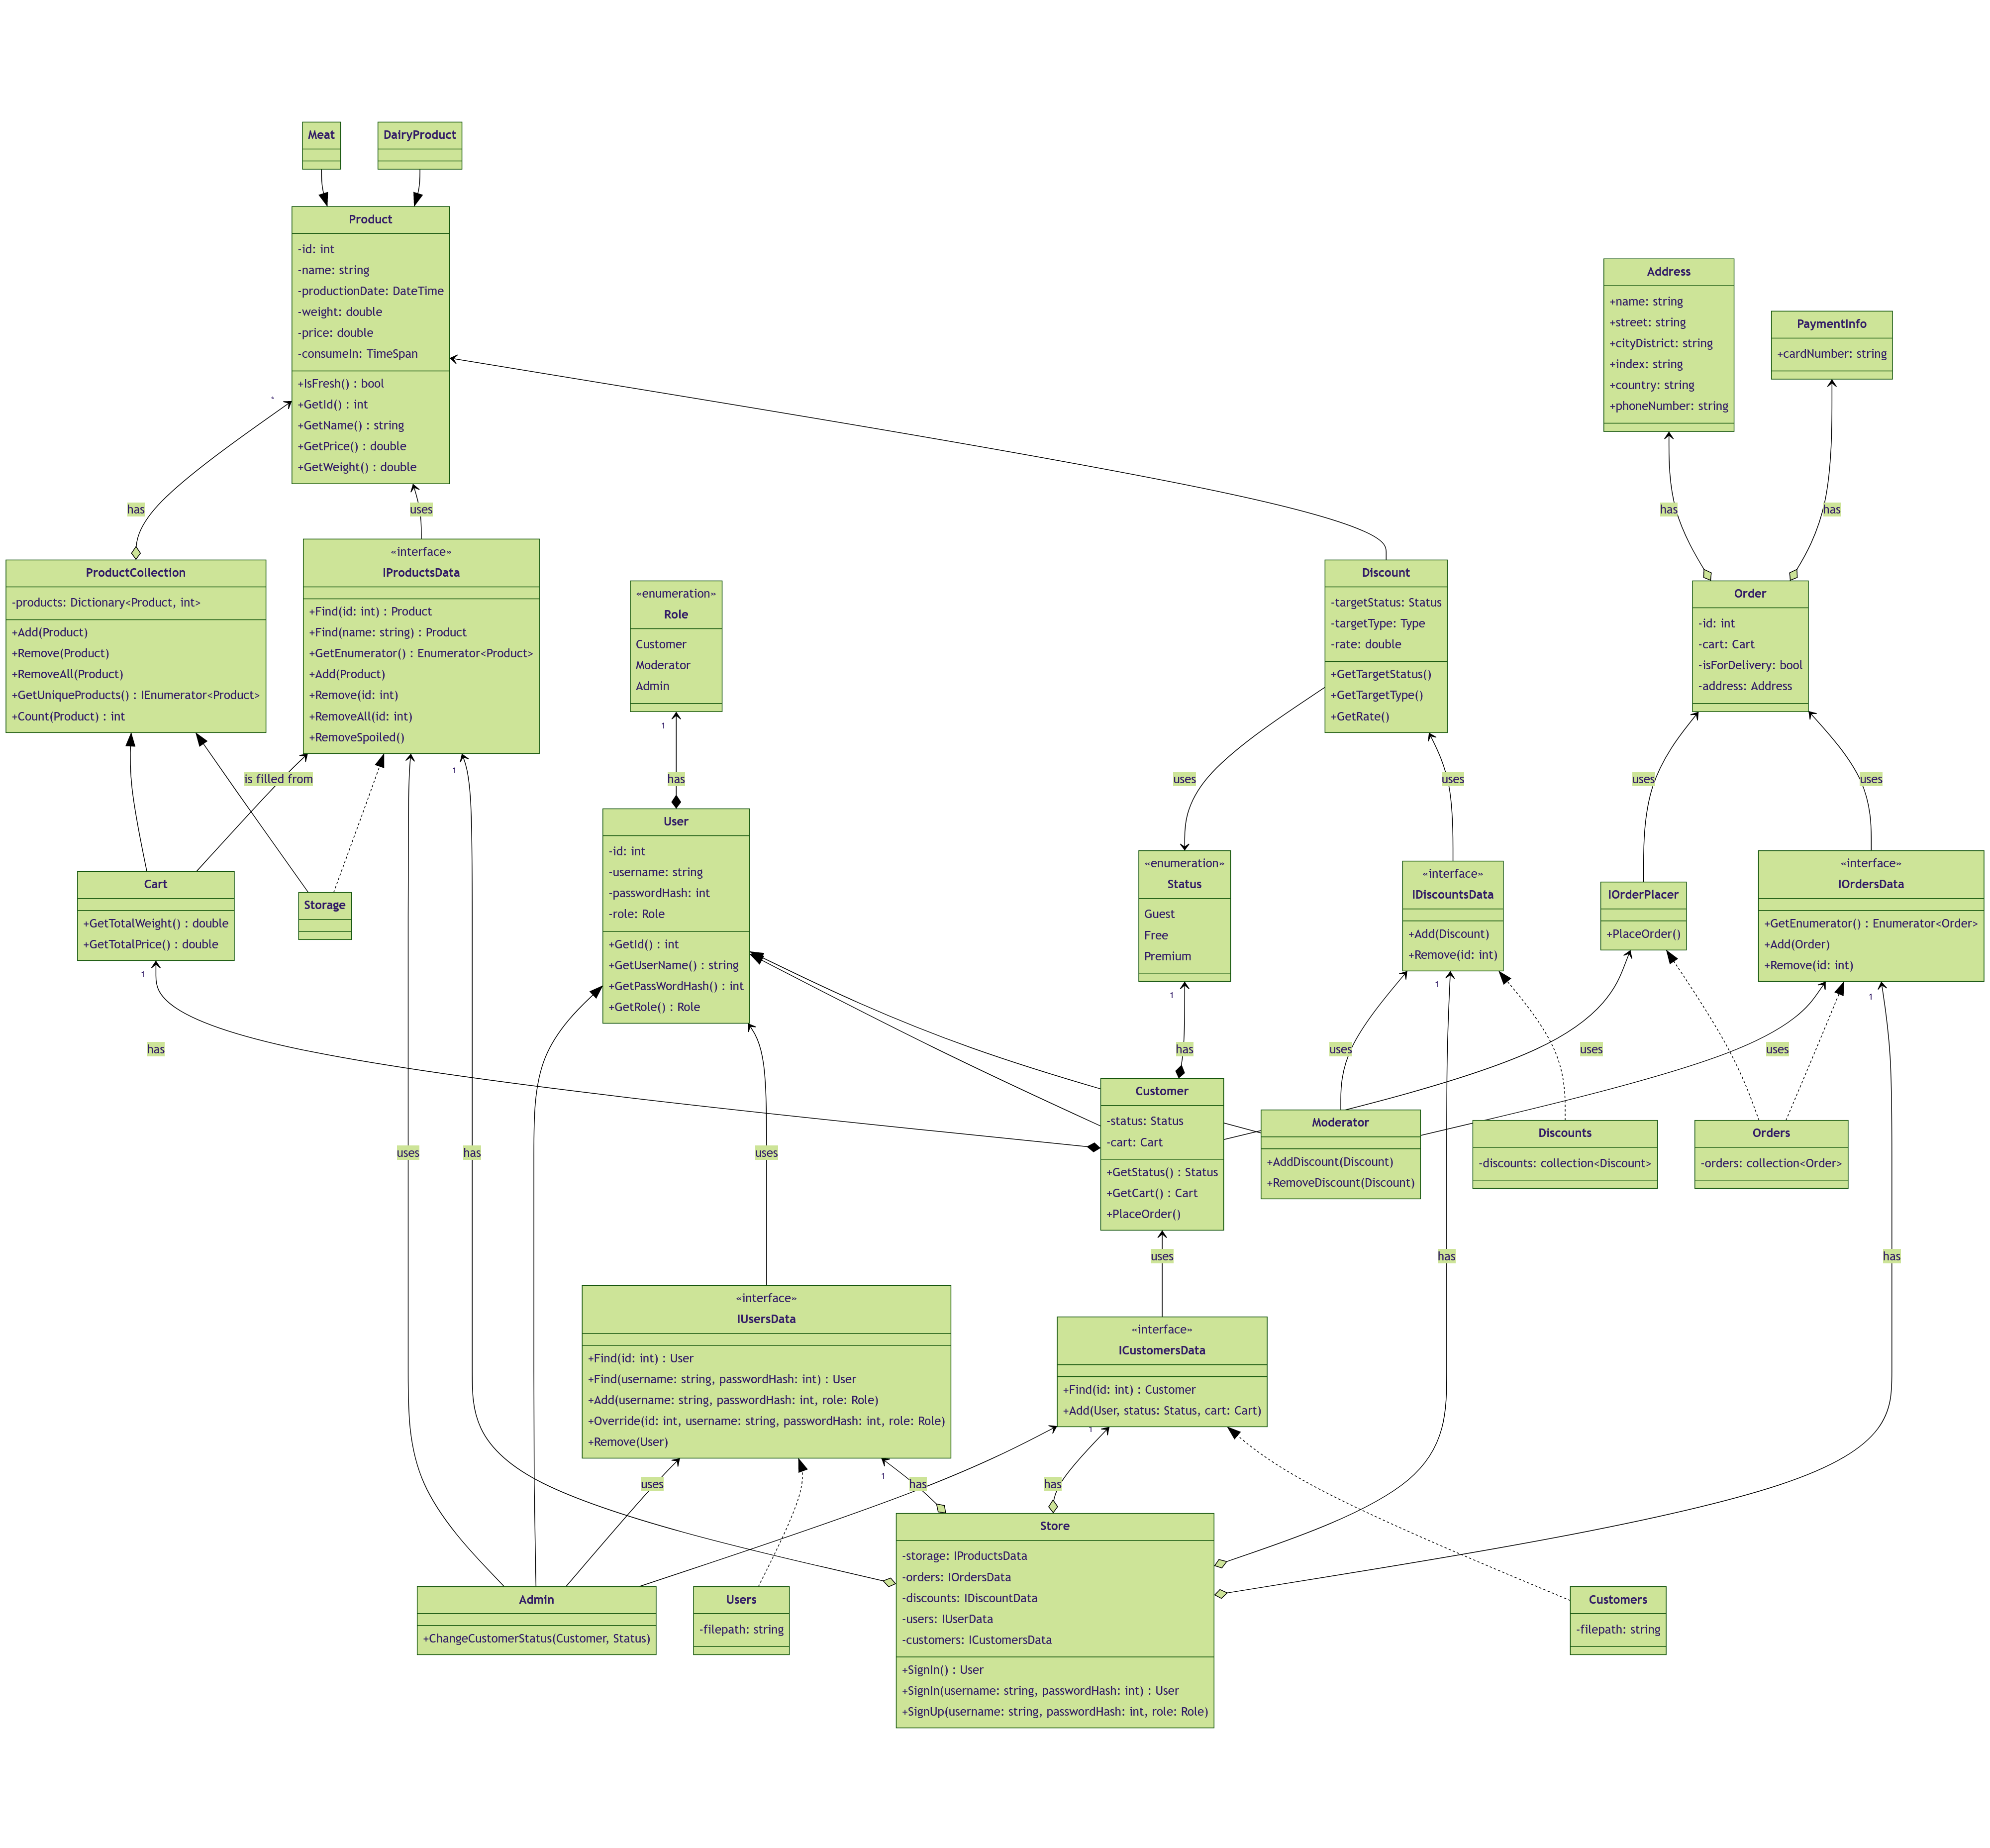 Meat
DairyProduct
Product
-id: int
-name: string
-productionDate: DateTime
-weight: double
-price: double
-consumeIn: TimeSpan
+IsFresh() : bool
+GetId() : int
+GetName() : string
+GetPrice() : double
+GetWeight() : double
Address
+name: string
+street: string
+cityDistrict: string
+index: string
+country: string
+phoneNumber: string
PaymentInfo
+cardNumber: string
*
has
uses
has
has
ProductCollection
-products: Dictionary<Product, int>
+Add(Product)
+Remove(Product)
+RemoveAll(Product)
+GetUniqueProducts() : IEnumerator<Product>
+Count(Product) : int
«interface»
IProductsData
+Find(id: int) : Product
+Find(name: string) : Product
+GetEnumerator() : Enumerator<Product>
+Add(Product)
+Remove(id: int)
+RemoveAll(id: int)
+RemoveSpoiled()
«enumeration»
Role
Customer
Moderator
Admin
Discount
-targetStatus: Status
-targetType: Type
-rate: double
+GetTargetStatus()
+GetTargetType()
+GetRate()
Order
-id: int
-cart: Cart
-isForDelivery: bool
-address: Address
is filled from
1
1
has
uses
uses
uses
uses
Cart
+GetTotalWeight() : double
+GetTotalPrice() : double
Storage
User
-id: int
-username: string
-passwordHash: int
-role: Role
+GetId() : int
+GetUserName() : string
+GetPassWordHash() : int
+GetRole() : Role
«enumeration»
Status
Guest
Free
Premium
«interface»
IDiscountsData
+Add(Discount)
+Remove(id: int)
IOrderPlacer
+PlaceOrder()
«interface»
IOrdersData
+GetEnumerator() : Enumerator<Order>
+Add(Order)
+Remove(id: int)
1
1
1
1
has
has
uses
uses
uses
Customer
-status: Status
-cart: Cart
+GetStatus() : Status
+GetCart() : Cart
+PlaceOrder()
Moderator
+AddDiscount(Discount)
+RemoveDiscount(Discount)
Discounts
-discounts: collection<Discount>
Orders
-orders: collection<Order>
uses
has
uses
uses
has
has
«interface»
IUsersData
+Find(id: int) : User
+Find(username: string, passwordHash: int) : User
+Add(username: string, passwordHash: int, role: Role)
+Override(id: int, username: string, passwordHash: int, role: Role)
+Remove(User)
«interface»
ICustomersData
+Find(id: int) : Customer
+Add(User, status: Status, cart: Cart)
1
1
uses
has
has
Admin
+ChangeCustomerStatus(Customer, Status)
Users
-filepath: string
Store
-storage: IProductsData
-orders: IOrdersData
-discounts: IDiscountData
-users: IUserData
-customers: ICustomersData
+SignIn() : User
+SignIn(username: string, passwordHash: int) : User
+SignUp(username: string, passwordHash: int, role: Role)
Customers
-filepath: string